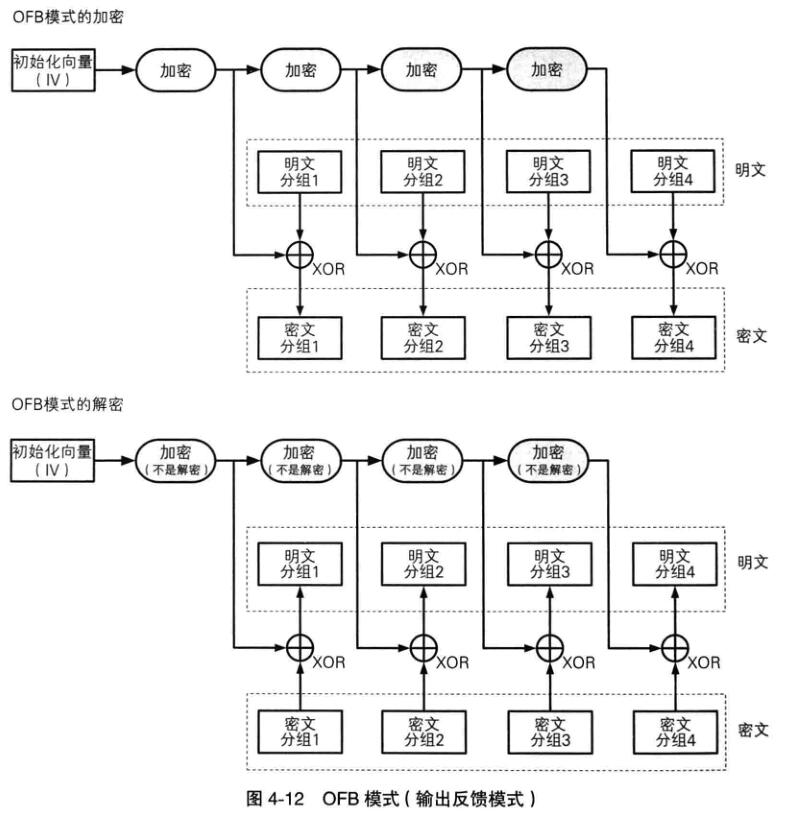 OFB模式的加密
初始化向量
(IV)
加密
加密
加密
加密
明文
分组1
明文
分组2
明文
分组3
明文
分组4
明文
XOR
XOR
XOR
XOR
密文
分组1
密文
分组2
密文
分组3
密文
分组4
密文
OFB模式的解密
初始化向量
(IV)
加密
(不是解密)
加密
(不是解密)
加密
(不是解密)
加密
(不是解密)
明文
分组1
明文
分组2
明文
分组3
明文
分组4
明文
XOR
XOR
XOR
XOR
密文
分组1
密文
分组2
密文
分组3
密文
分组4
密文
图 4-12 OFB 模式(输出反馈模式)